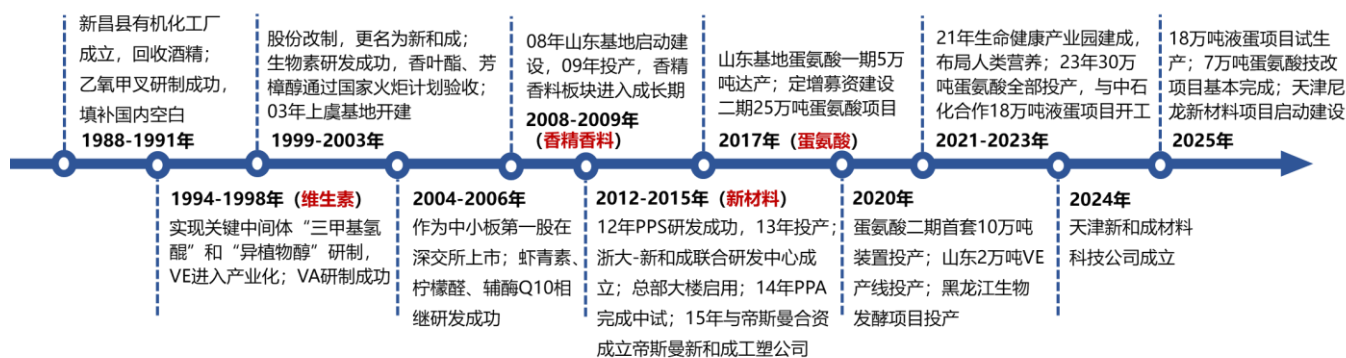 新昌县有机化工厂
成立，回收酒精；
乙氧甲叉研制成功，
填补国内空白
1988-1991年
1994-1998年（维生素）
实现关键中间体“三甲基氢
醌”和“异植物醇”研制，
VE进入产业化；VA研制成功
股份改制，更名为新和成；
生物素研发成功，香叶酯、芳
樟醇通过国家火炬计划验收；
03年上虞基地开建
1999-2003年
2004-2006年
作为中小板第一股在
深交所上市；虾青素、
柠檬醛、辅酶Q10相
继研发成功
08年山东基地启动建
设，09年投产，香精
香料板块进入成长期
2008-2009年
（香精香料）
2012-2015年（新材料）
12年PPS研发成功，13年投产；
浙大-新和成联合研发中心成
立；总部大楼启用；14年PPA
完成中试；15年与帝斯曼合资
成立帝斯曼新和成工塑公司
山东基地蛋氨酸一期5万
吨达产；定增募资建设
二期25万吨蛋氨酸项目
2017年（蛋氨酸）
2020年
蛋氨酸二期首套10万吨
装置投产；山东2万吨VE
产线投产；黑龙江生物
发酵项目投产
21年生命健康产业园建成，
布局人类营养；23年30万
吨蛋氨酸全部投产，与中石
化合作18万吨液蛋项目开工
2021-2023年
2024年
天津新和成材料
科技公司成立
18万吨液蛋项目试生
产；7万吨蛋氨酸技改
项目基本完成；天津
尼龙新材料项目启动建设
2025年